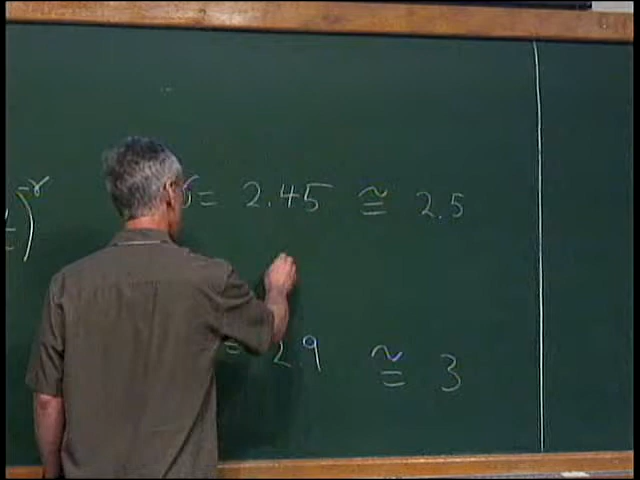 )⁻ʳ
= 2.45 ≅ 2.5
= 2.9 ≅ 3